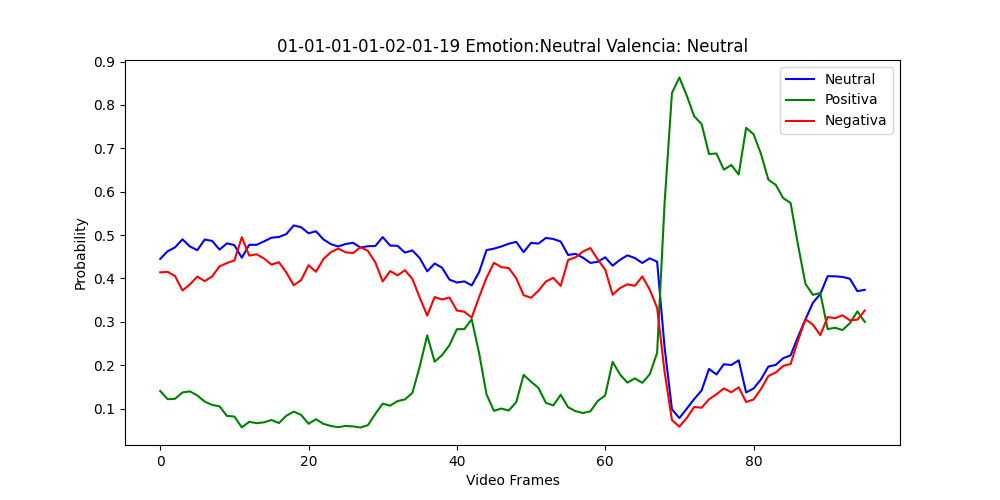 01-01-01-01-02-01-19 Emotion:Neutral Valencia: Neutral
0.9
0.8
0.7
0.6
0.5
0.4
0.3
0.2
0.1
Probability
Neutral
Positiva
Negativa
0 20 40 60 80
Video Frames